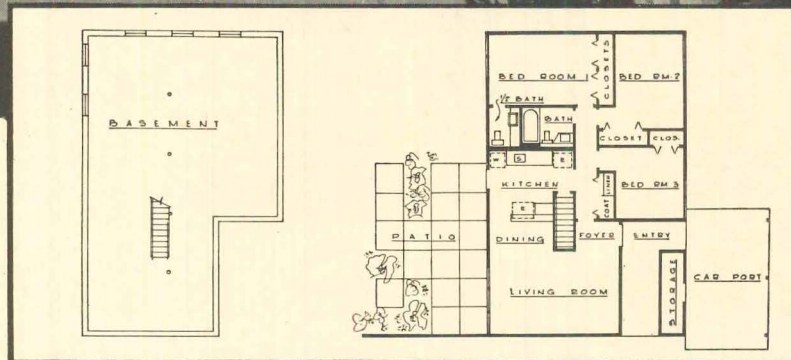 BASEMENT
BED ROOM 1
CLOSETS
BED RM·2
1/2 BATH
BATH
CLOSET
CLOS.
S
KITCHEN
LINEN
COAT
BED RM 3
PATIO
DINING
FOYER
ENTRY
LIVING ROOM
STORAGE
CAR PORT